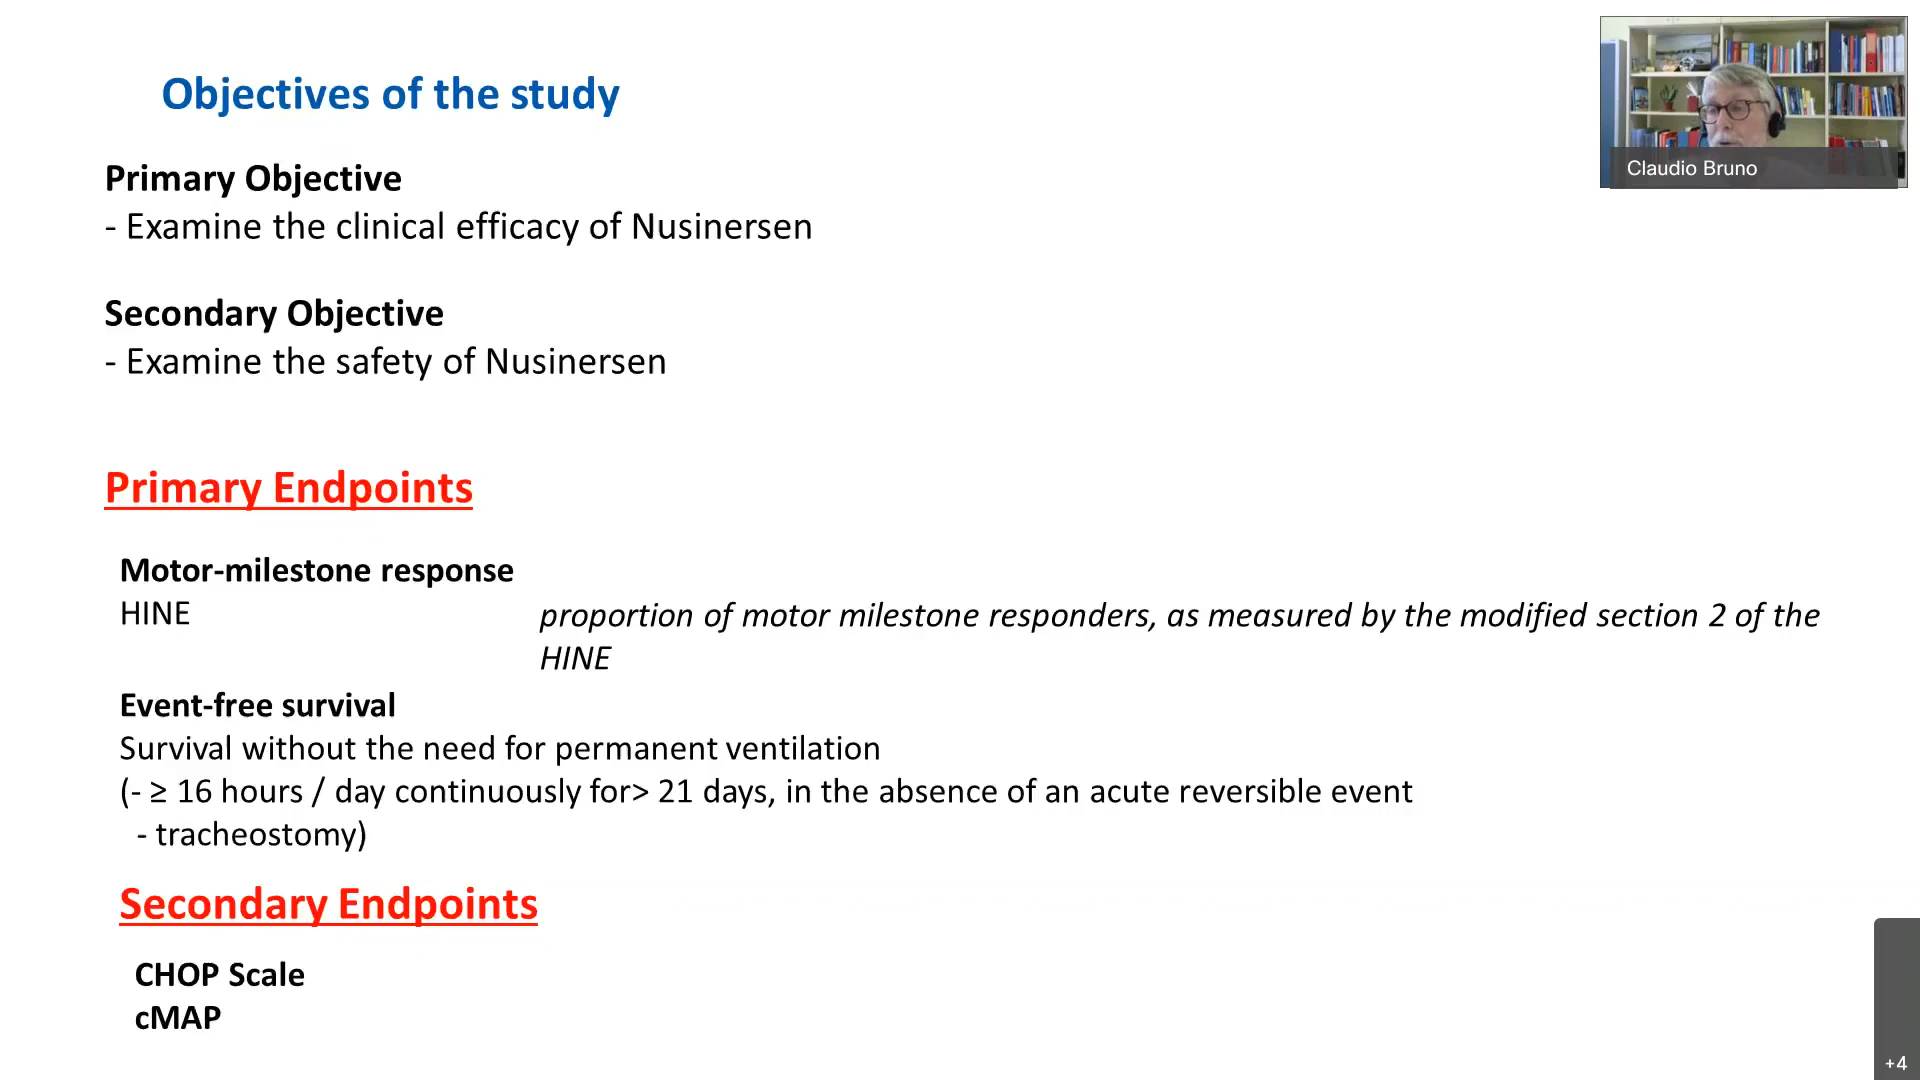 Objectives of the study
Claudio Bruno
Primary Objective
- Examine the clinical efficacy of Nusinersen
Secondary Objective
- Examine the safety of Nusinersen
Primary Endpoints
Motor-milestone response
HINE
proportion of motor milestone responders, as measured by the modified section 2 of the
HINE
Event-free survival
Survival without the need for permanent ventilation
(- ≥ 16 hours / day continuously for> 21 days, in the absence of an acute reversible event
- tracheostomy)
Secondary Endpoints
CHOP Scale
cMAP
+4